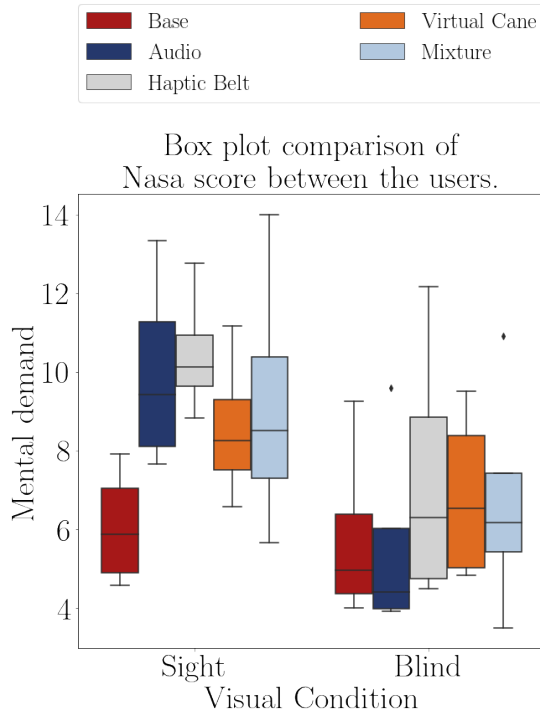 Base
Audio
Haptic Belt
Virtual Cane
Mixture
Box plot comparison of
Nasa score between the users.
14
12
10
8
6
4
Mental demand
Sight
Blind
Visual Condition